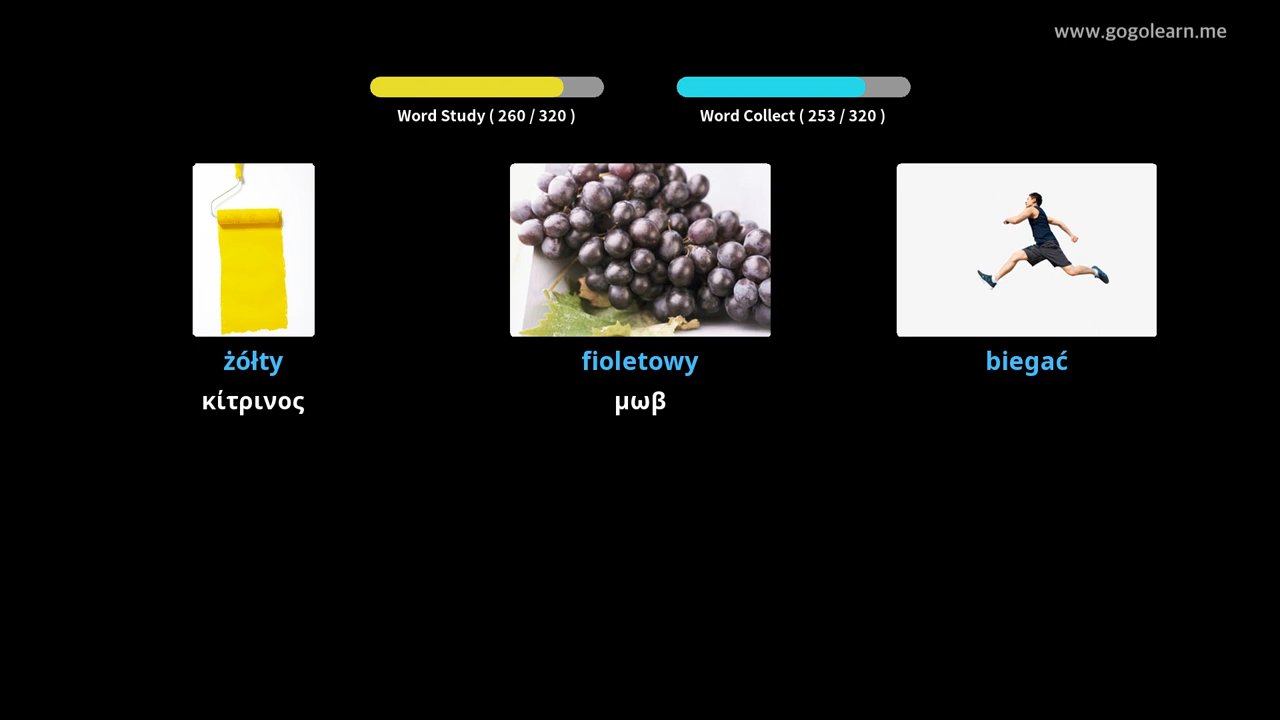 www.gogolearn.me
Word Study ( 260 / 320 )
Word Collect ( 253 / 320 )
żółty
fioletowy
biegać
κίτρινος
μωβ